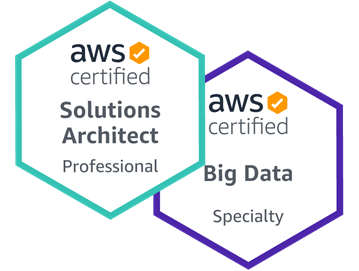 aws
certified
Solutions
Architect
Professional
aws
certified
Big Data
Specialty